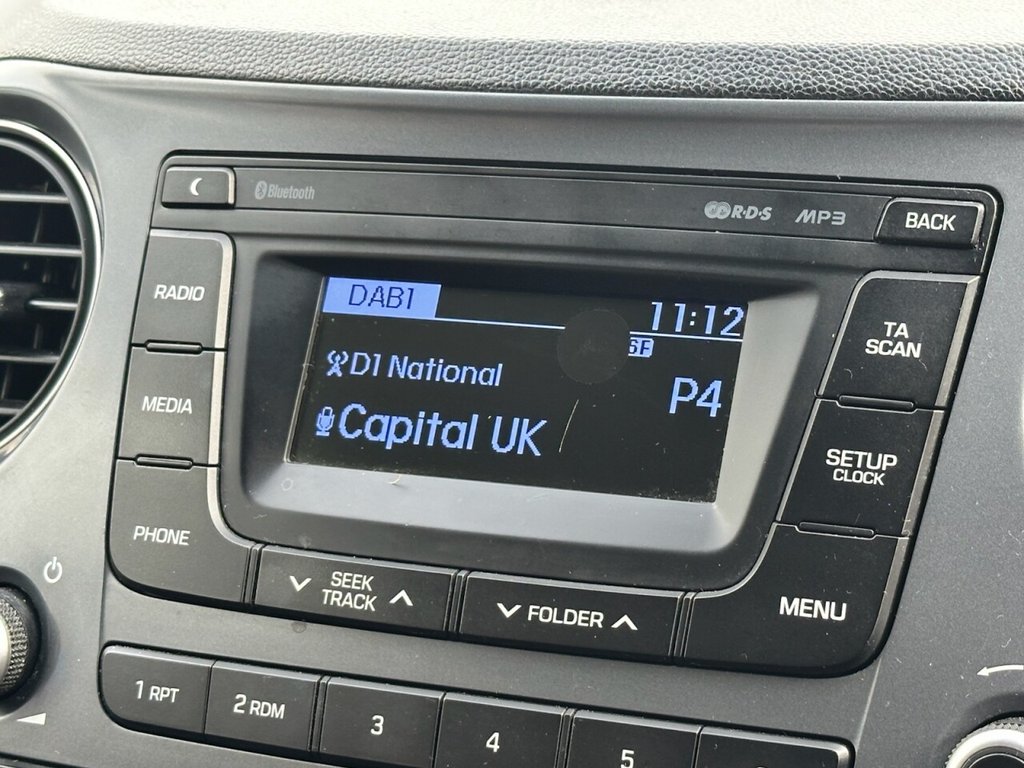 Bluetooth
R·D·S MP3
BACK
RADIO
DAB1
11:12
TA
SCAN
D1 National
P4
MEDIA
Capital UK
SETUP
CLOCK
PHONE
SEEK
TRACK
FOLDER
MENU
1 RPT
2 RDM
3
4
5